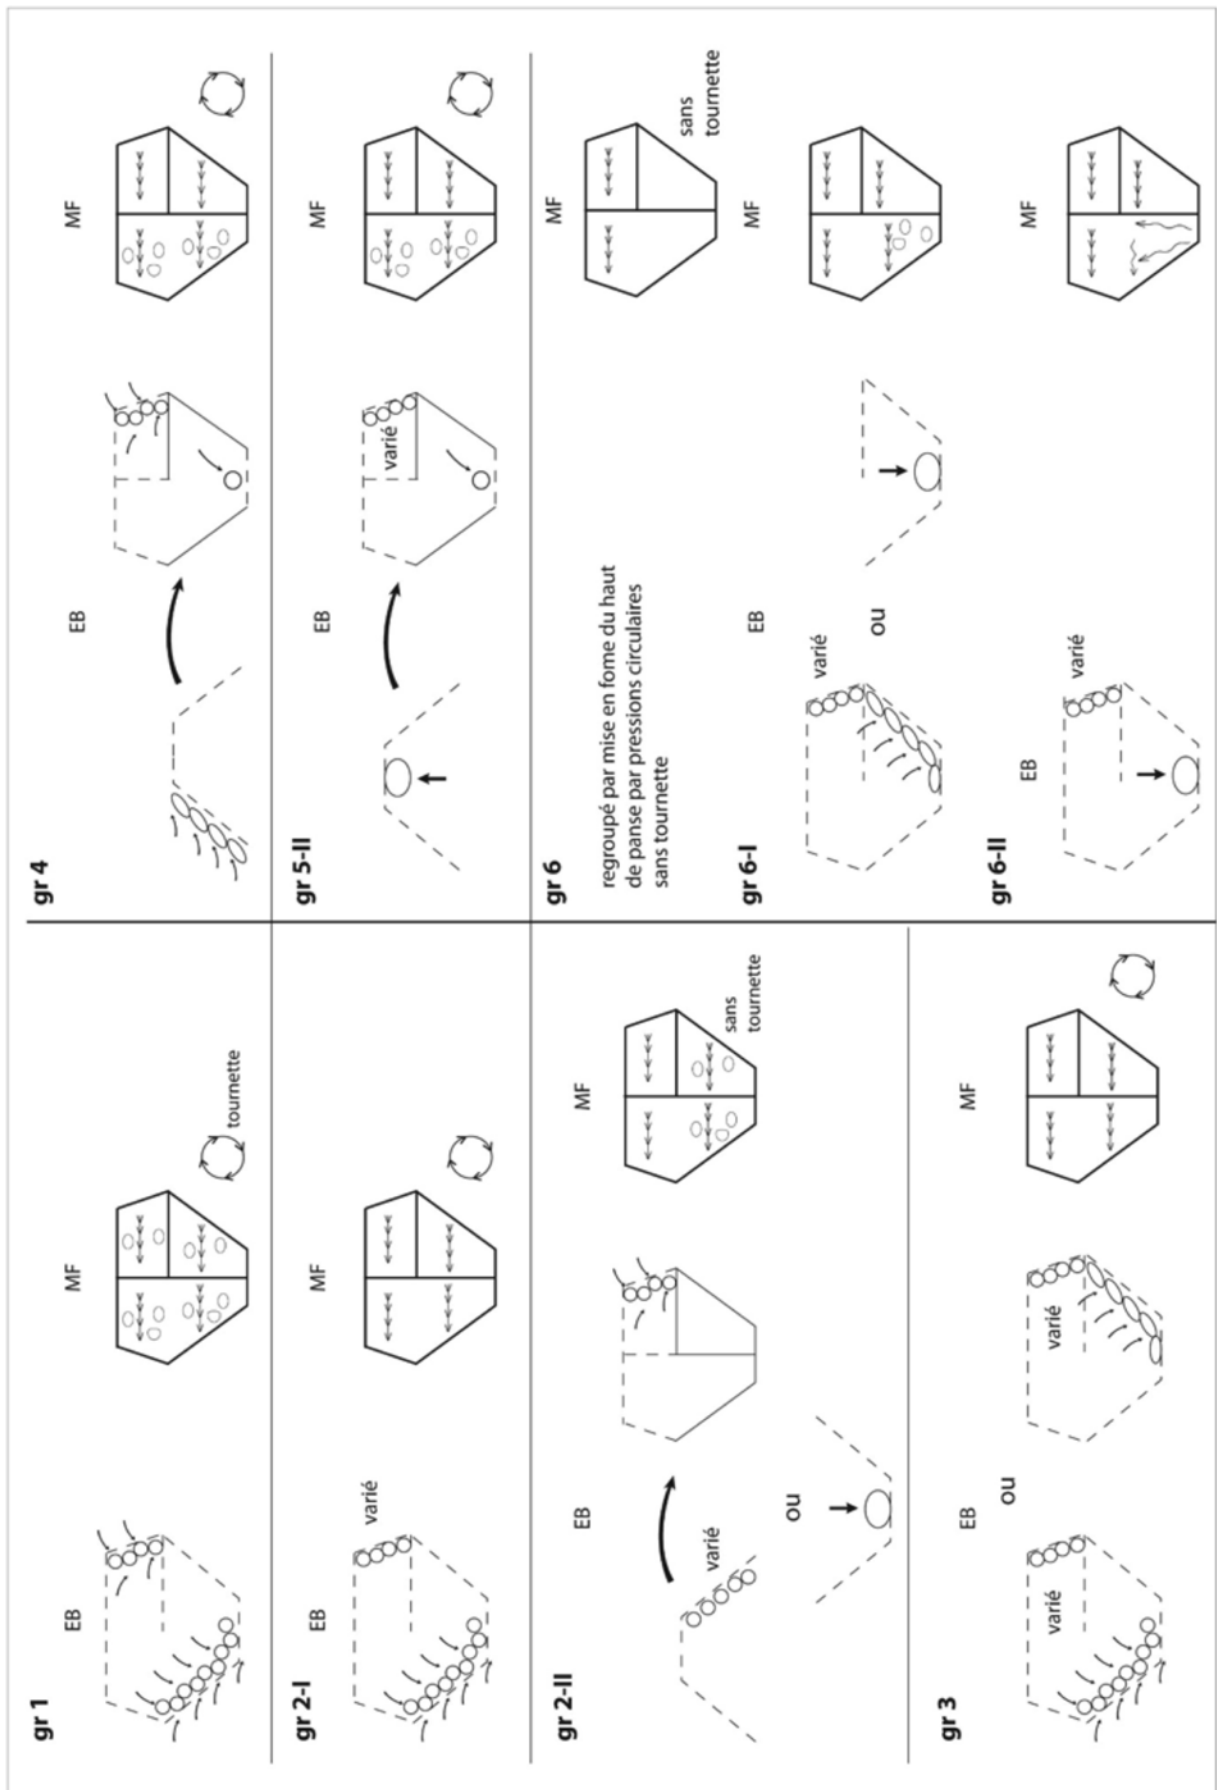 gr 1
EB
MF
tournette
gr 2-I
EB
varié
MF
gr 2-II
EB
varié
ou
MF
sans
tournette
gr 3
EB
varié
ou
varié
MF
gr 4
EB
MF
gr 5-II
EB
varié
MF
gr 6
regroupé par mise en fome du haut
de panse par pressions circulaires
sans tournette
MF
sans
tournette
gr 6-I
EB
varié
ou
MF
gr 6-II
EB
varié
MF